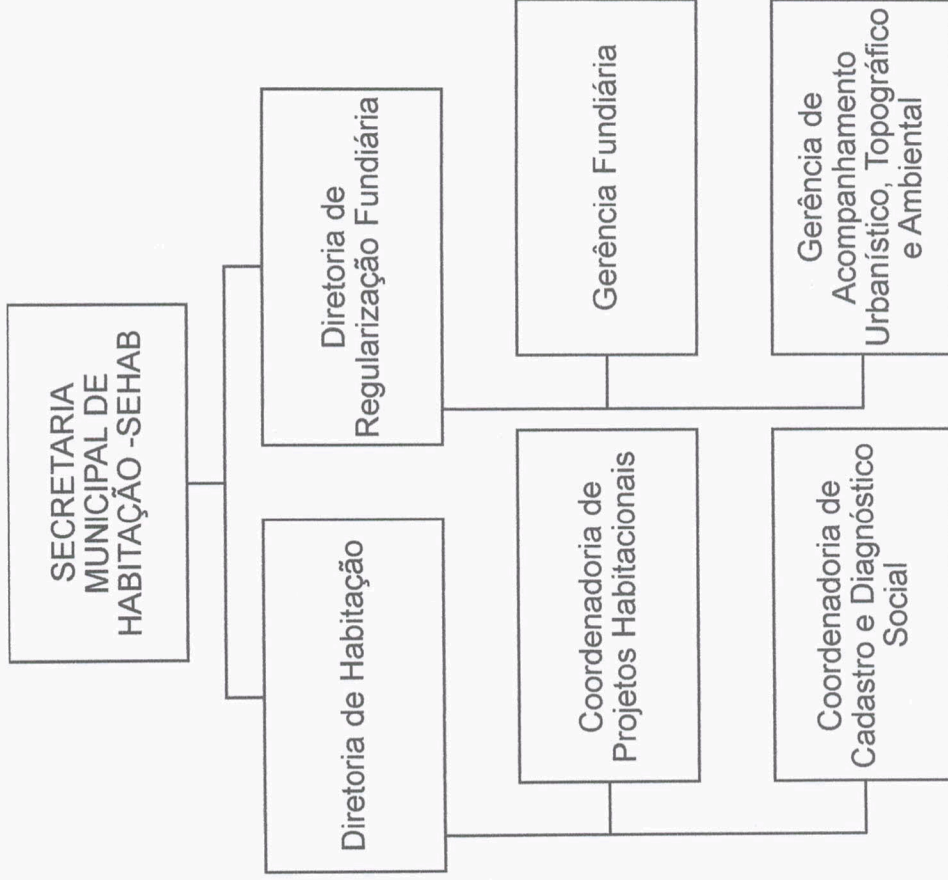 SECRETARIA
MUNICIPAL DE
HABITAÇÃO -SEHAB
Diretoria de Habitação
Diretoria de
Regularização Fundiária
Coordenadoria de
Projetos Habitacionais
Gerência Fundiária
Coordenadoria de
Cadastro e Diagnóstico
Social
Gerência de
Acompanhamento
Urbanístico, Topográfico
e Ambiental